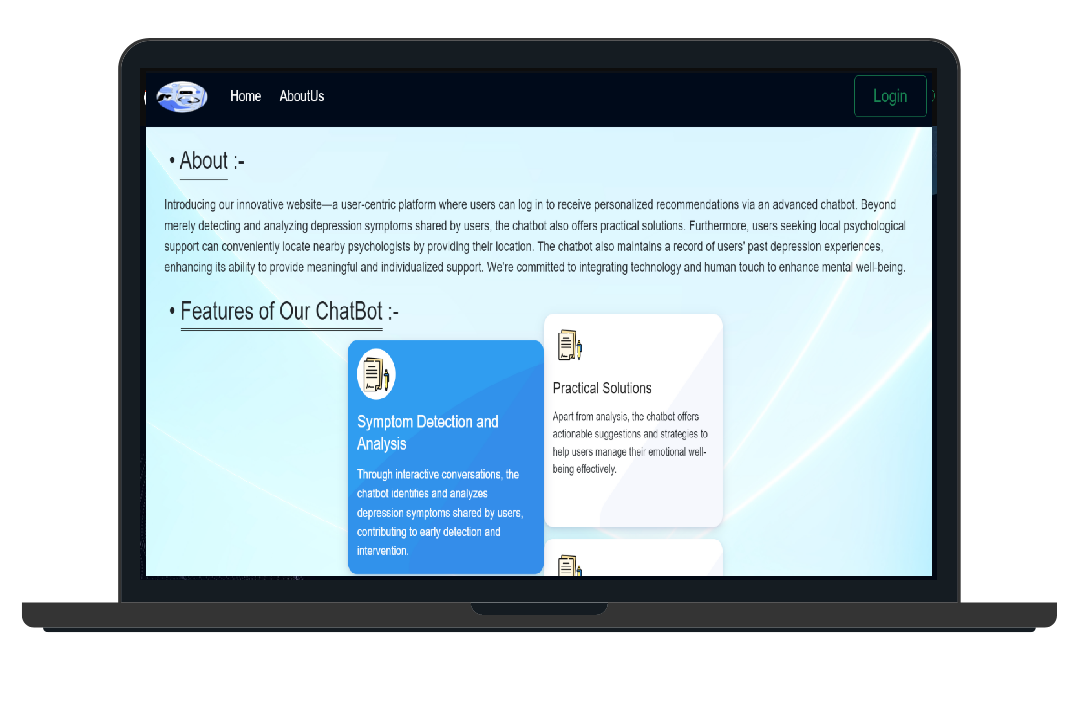 Home AboutUs Login
• About :-
Introducing our innovative website—a user-centric platform where users can log in to receive personalized recommendations via an advanced chatbot. Beyond
merely detecting and analyzing depression symptoms shared by users, the chatbot also offers practical solutions. Furthermore, users seeking local psychological
support can conveniently locate nearby psychologists by providing their location. The chatbot also maintains a record of users' past depression experiences,
enhancing its ability to provide meaningful and individualized support. We're committed to integrating technology and human touch to enhance mental well-being.
• Features of Our ChatBot :-
Symptom Detection and
Analysis
Through interactive conversations, the
chatbot identifies and analyzes
depression symptoms shared by users,
contributing to early detection and
intervention.
Practical Solutions
Apart from analysis, the chatbot offers
actionable suggestions and strategies to
help users manage their emotional well-
being effectively.